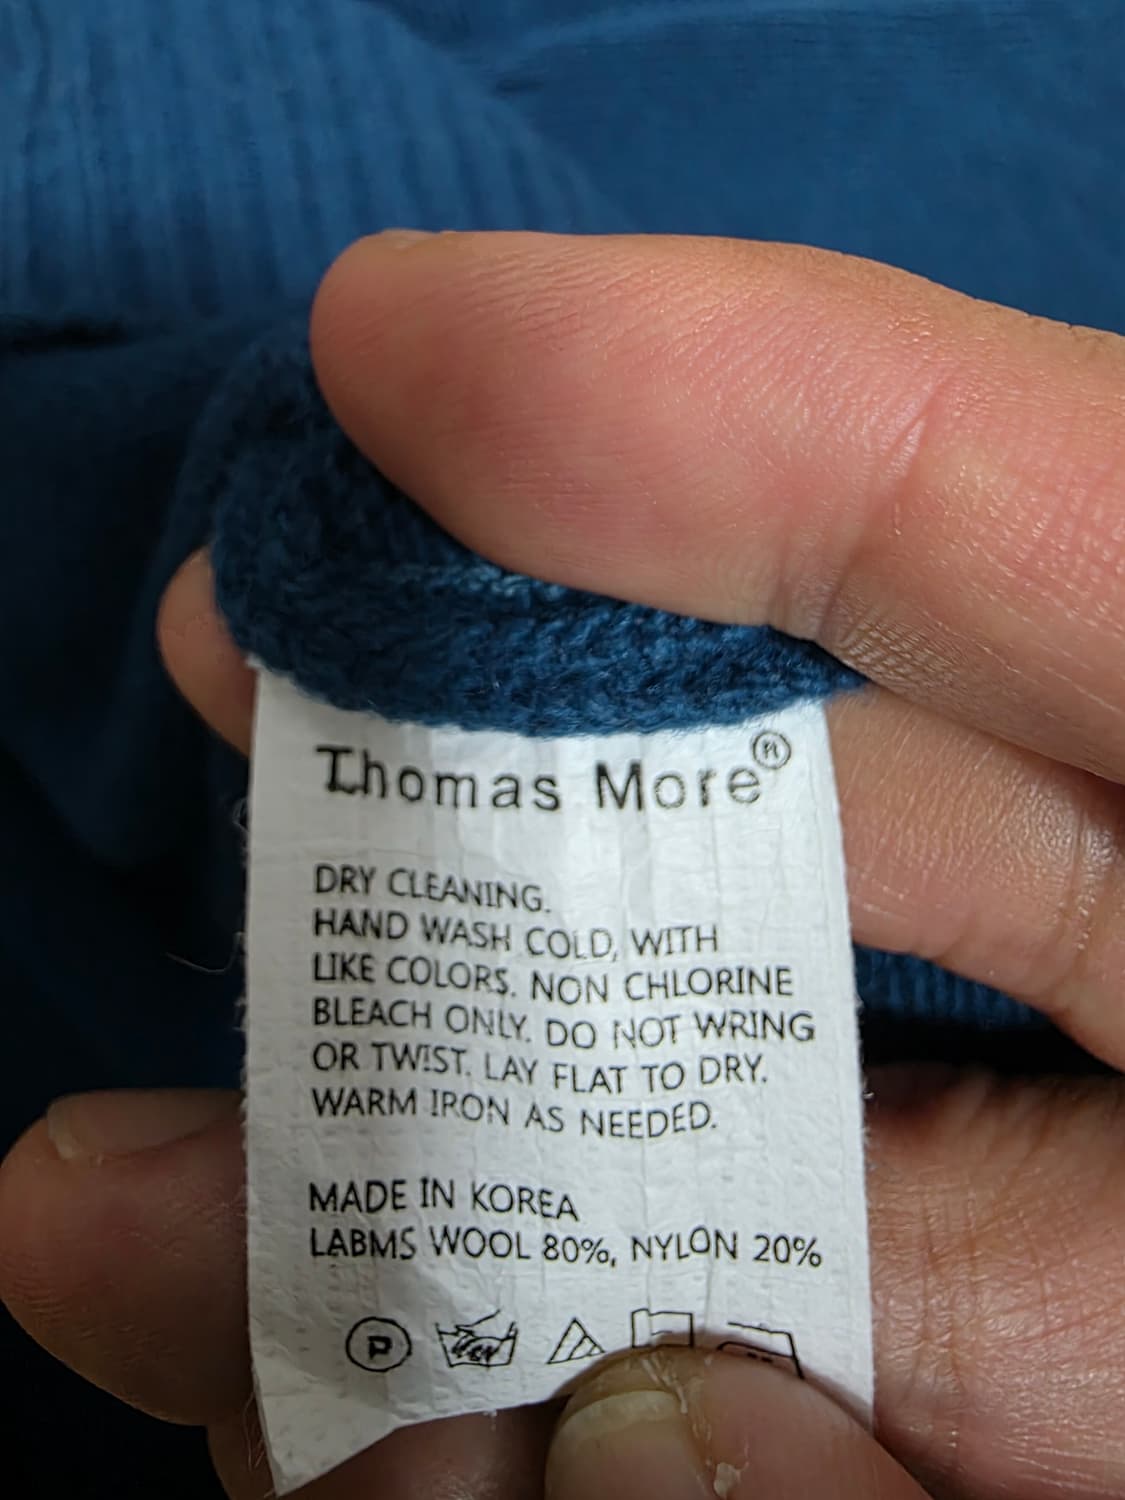 Thomas More®
DRY CLEANING.
HAND WASH COLD, WITH
LIKE COLORS. NON CHLORINE
BLEACH ONLY. DO NOT WRING
OR TWIST. LAY FLAT TO DRY.
WARM IRON AS NEEDED.
MADE IN KOREA
LABMS WOOL 80%, NYLON 20%
P